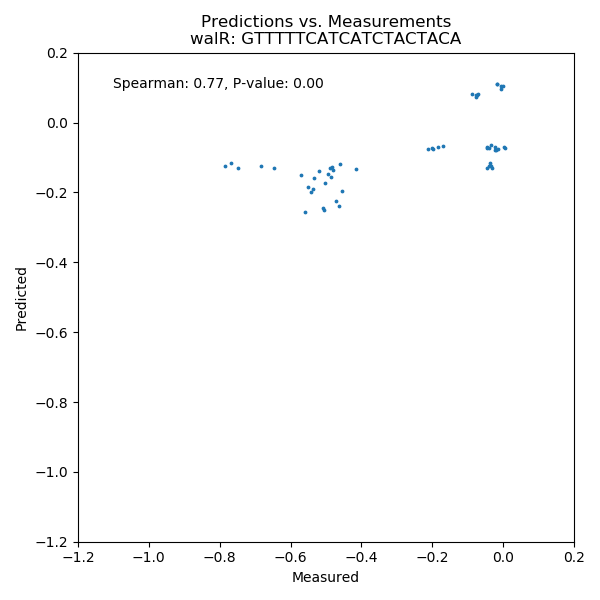 Predictions vs. Measurements
walR: GTTTTTCATCATCTACTACA
Spearman: 0.77, P-value: 0.00
0.2
0.0
−0.2
−0.4
−0.6
−0.8
−1.0
−1.2
Predicted
−1.2 −1.0 −0.8 −0.6 −0.4 −0.2 0.0 0.2
Measured